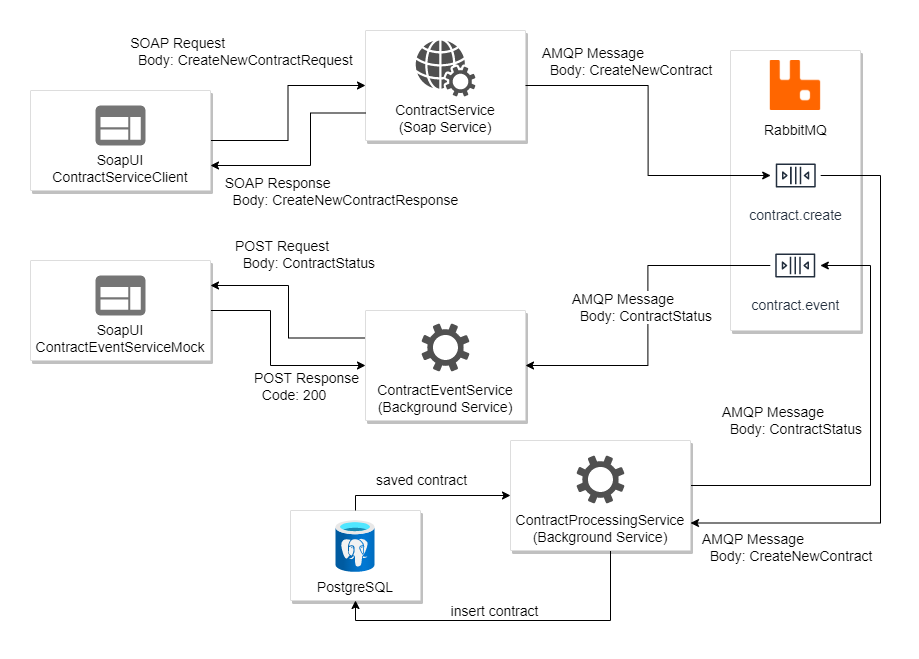 SOAP Request
Body: CreateNewContractRequest
AMQP Message
Body: CreateNewContract
ContractService
(Soap Service)
RabbitMQ
SoapUI
ContractServiceClient
SOAP Response
Body: CreateNewContractResponse
contract.create
POST Request
Body: ContractStatus
AMQP Message
Body: ContractStatus
contract.event
SoapUI
ContractEventServiceMock
POST Response
Code: 200
ContractEventService
(Background Service)
AMQP Message
Body: ContractStatus
saved contract
ContractProcessingService
(Background Service)
AMQP Message
Body: CreateNewContract
PostgreSQL
insert contract